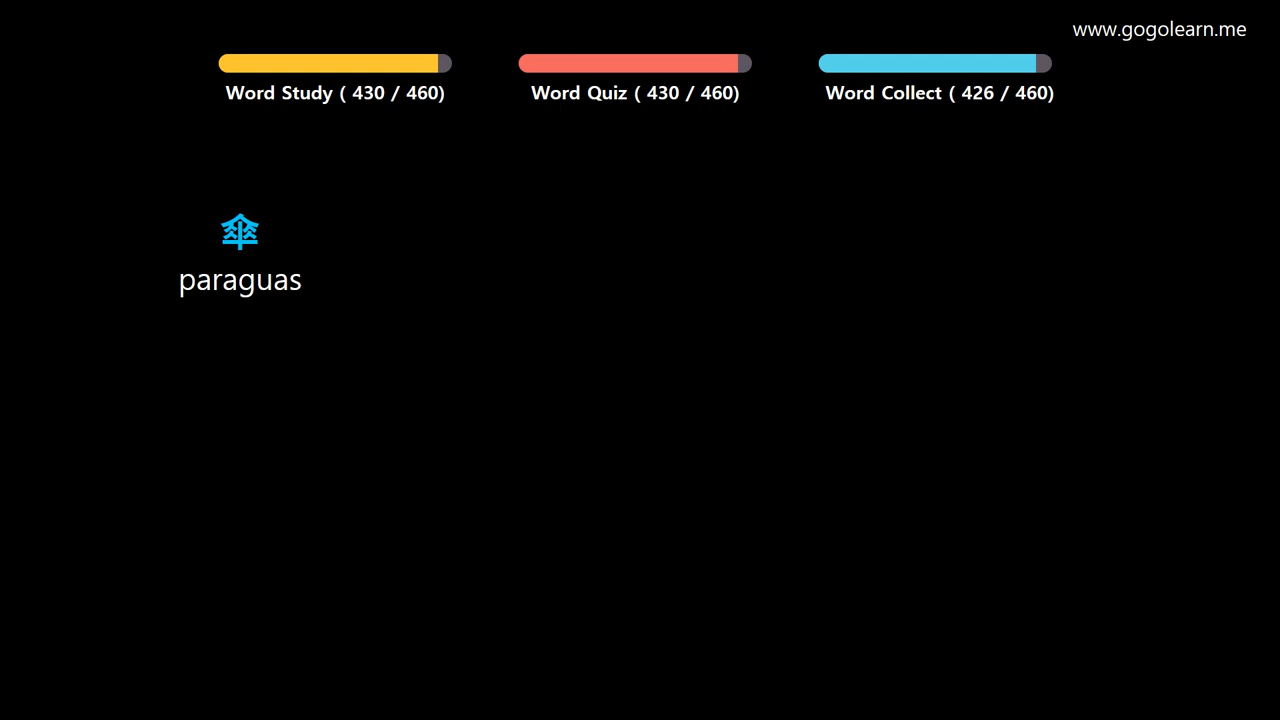 www.gogolearn.me
Word Study ( 430 / 460)
Word Quiz ( 430 / 460)
Word Collect ( 426 / 460)
傘
paraguas